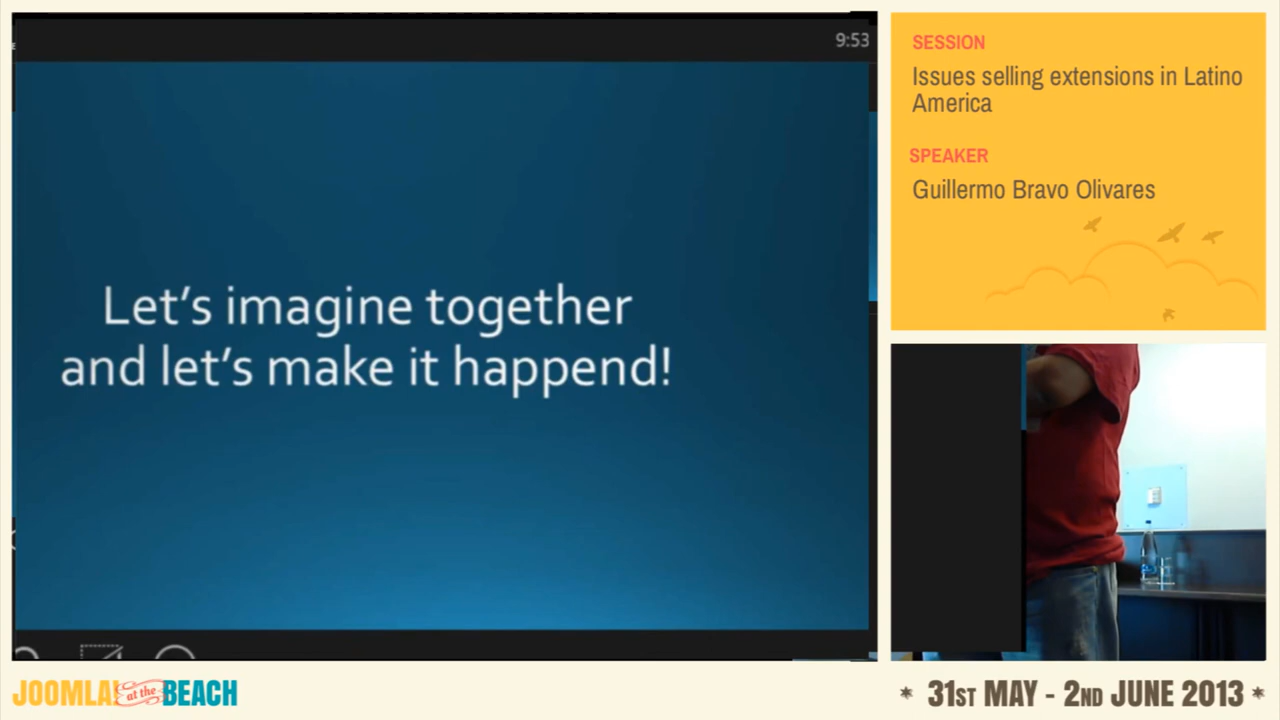 9:53
Let's imagine together
and let's make it happend!
SESSION
Issues selling extensions in Latino
America
SPEAKER
Guillermo Bravo Olivares
JOOMLA! at the BEACH
* 31ST MAY - 2ND JUNE 2013 *